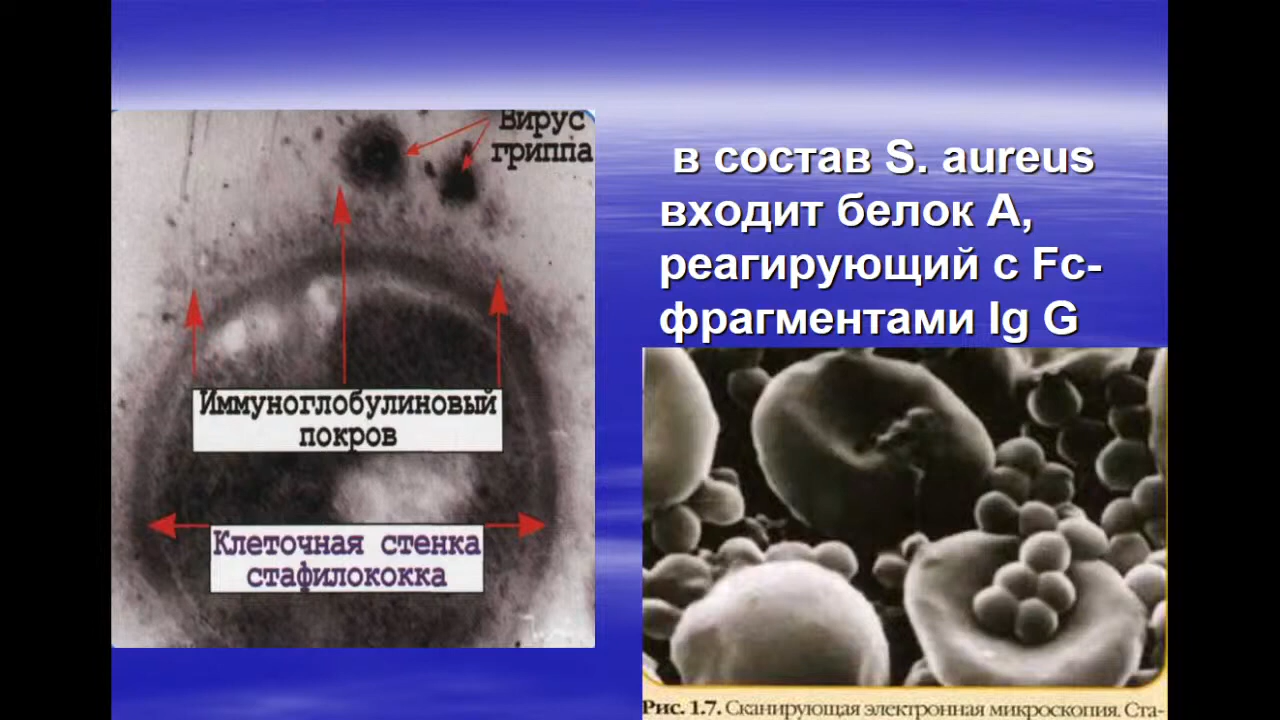 Вирус
гриппа
Иммуноглобулиновый
покров
Клеточная стенка
стафилококка
в состав S. aureus
входит белок А,
реагирующий с Fc-
фрагментами Ig G
Рис. 1.7. Сканирующая электронная микроскопия. Ста-